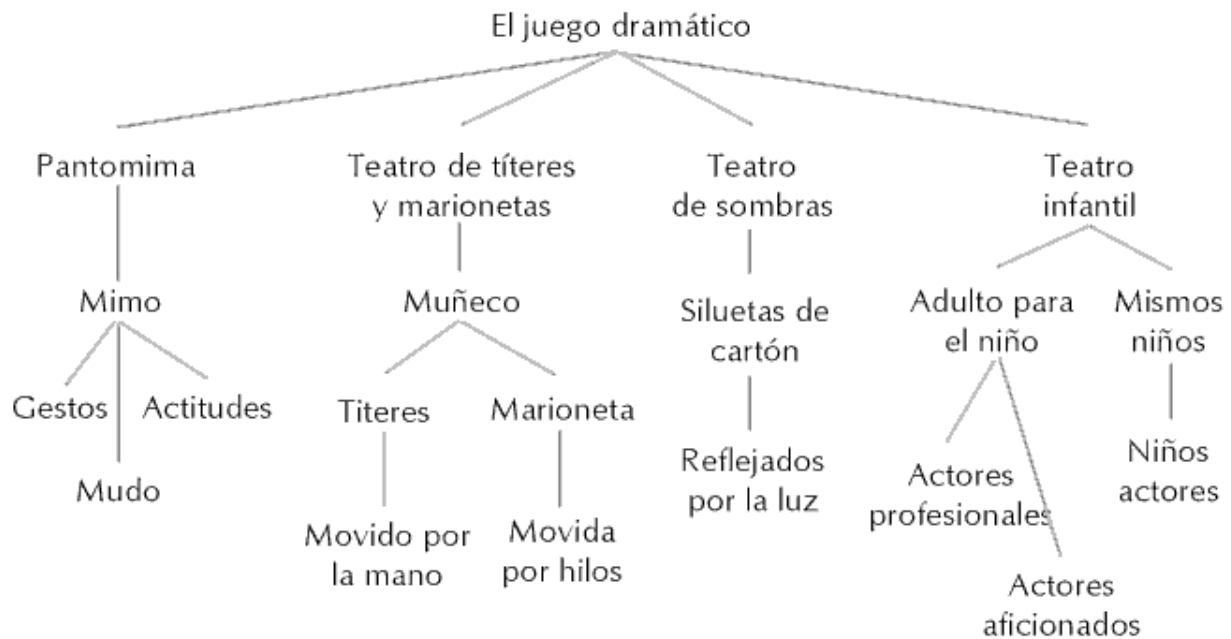 El juego dramático
Pantomima
Teatro de títeres
y marionetas
Teatro
de sombras
Teatro
infantil
Mimo
Muñeco
Siluetas de
cartón
Adulto para
el niño
Mismos
niños
Gestos
Actitudes
Mudo
Titeres
Marioneta
Reflejados
por la luz
Actores
profesionales
Niños
actores
Movido por
la mano
Movida
por hilos
Actores
aficionados